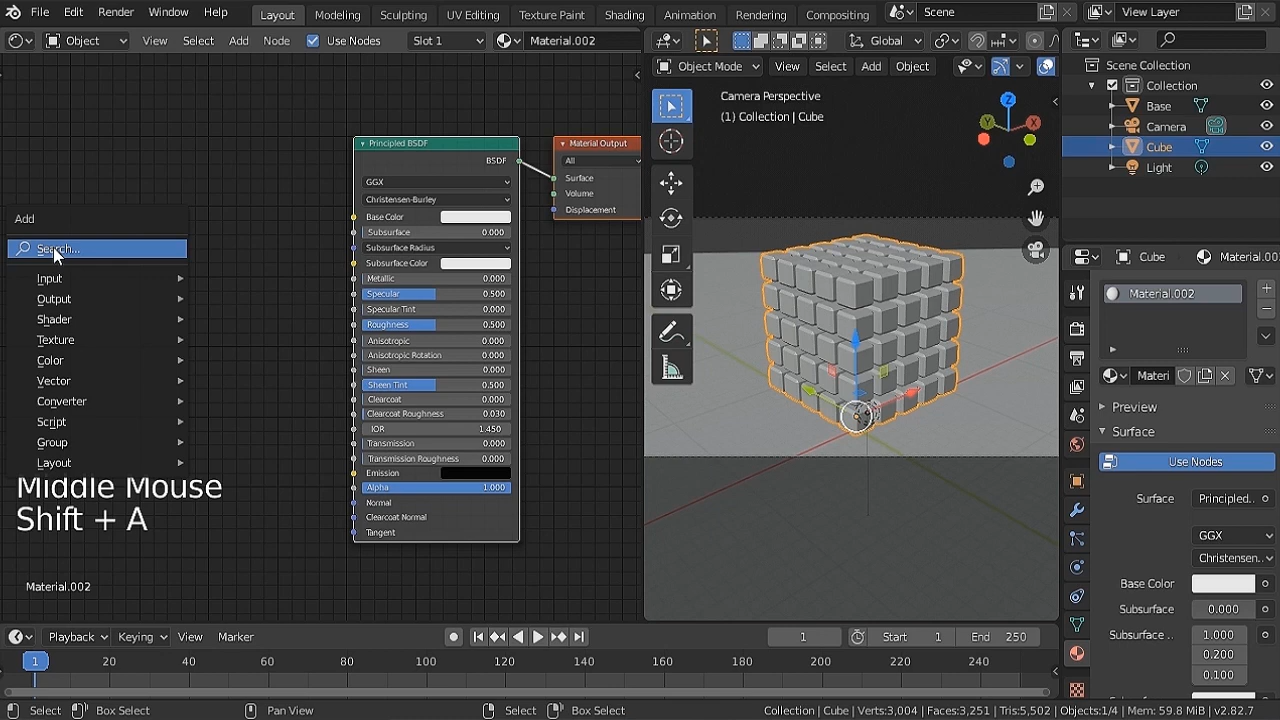 File Edit Render Window Help Layout Modeling Sculpting UV Editing Texture Paint Shading Animation Rendering Compositing Scene View Layer
Object View Select Add Node Use Nodes Slot 1 Material.002 Global
Object Mode View Select Add Object
Camera Perspective
(1) Collection | Cube
Z
Y
X
Scene Collection
Collection
Base
Camera
Cube
Light
Principled BSDF
BSDF
GGX
Christensen-Burley
Base Color
Subsurface 0.000
Subsurface Radius
Subsurface Color
Metallic 0.000
Specular 0.500
Specular Tint 0.000
Roughness 0.500
Anisotropic 0.000
Anisotropic Rotation 0.000
Sheen 0.000
Sheen Tint 0.500
Clearcoat 0.000
Clearcoat Roughness 0.030
IOR 1.450
Transmission 0.000
Transmission Roughness 0.000
Emission
Alpha 1.000
Normal
Clearcoat Normal
Tangent
Material Output
All
Surface
Volume
Displacement
Add
Search...
Input
Output
Shader
Texture
Color
Vector
Converter
Script
Group
Layout
Middle Mouse
Shift + A
Material.002
Cube Material.00
Material.002
Materi
Preview
Surface
Use Nodes
Surface Principled..
GGX
Christensen..
Base Color
Subsurface 0.000
Subsurface .. 1.000
0.200
0.100
Playback Keying View Marker 1 Start 1 End 250
1 20 40 60 80 100 120 140 160 180 200 220 240
Select Box Select Pan View Select Box Select Collection | Cube | Verts:3,004 | Faces:3,251 | Tris:5,502 | Objects:1/4 | Mem: 59.8 MiB | v2.82.7